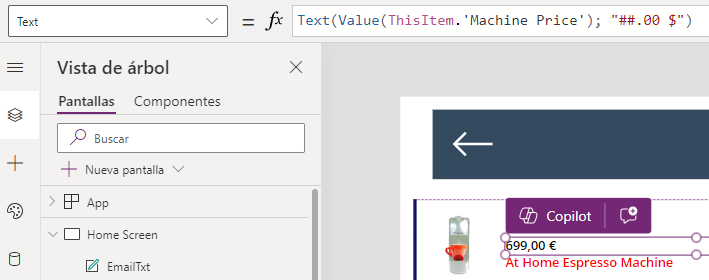 Text
= fx Text(Value(ThisItem.'Machine Price'); "##.00 $")
Vista de árbol
Pantallas Componentes
Buscar
Nueva pantalla
App
Home Screen
EmailTxt
Copilot
699,00 €
At Home Espresso Machine